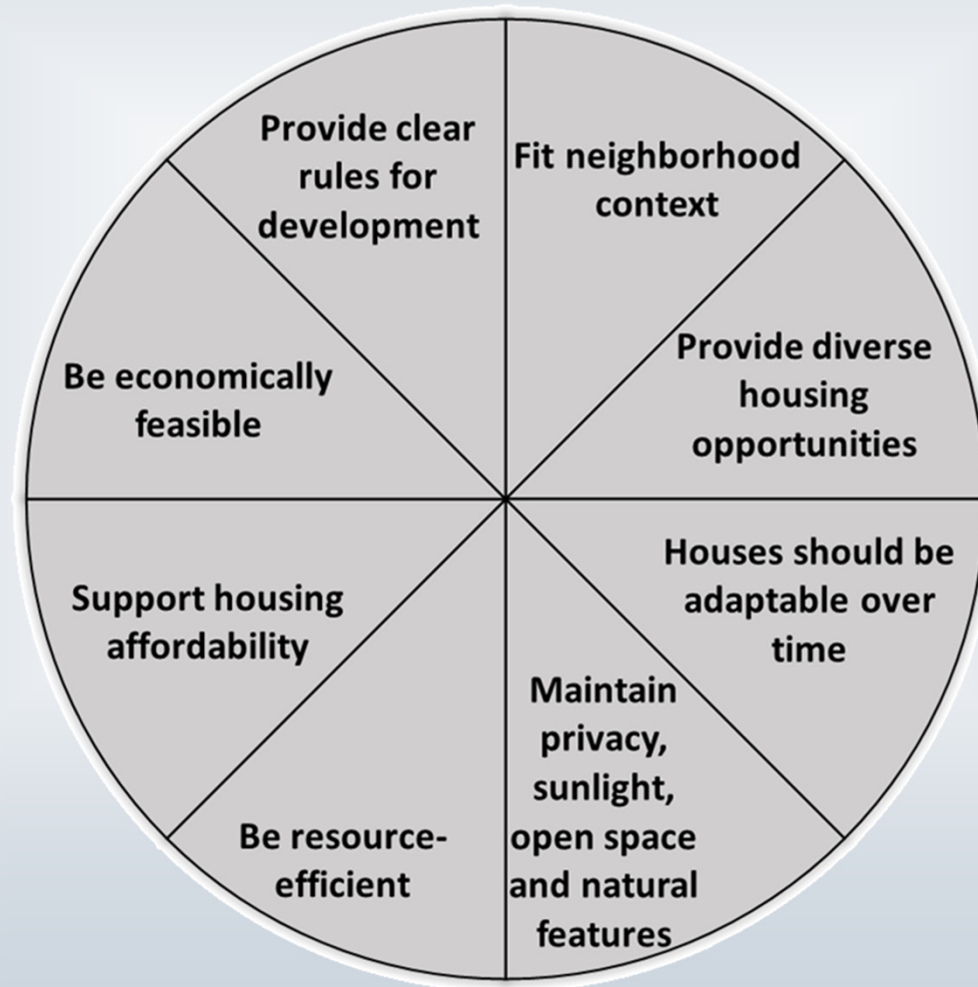 Provide clear
rules for
development
Fit neighborhood
context
Provide diverse
housing
opportunities
Houses should be
adaptable over
time
Maintain
privacy,
sunlight,
open space
and natural
features
Be resource-
efficient
Support housing
affordability
Be economically
feasible